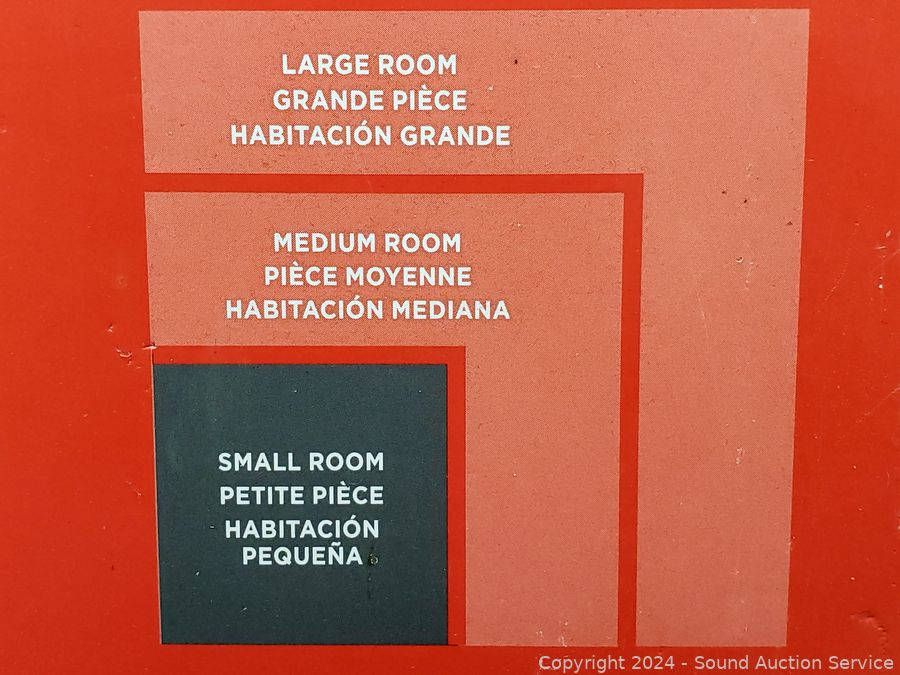 LARGE ROOM
GRANDE PIÈCE
HABITACIÓN GRANDE
MEDIUM ROOM
PIÈCE MOYENNE
HABITACIÓN MEDIANA
SMALL ROOM
PETITE PIÈCE
HABITACIÓN
PEQUEÑA
Copyright 2024 - Sound Auction Service